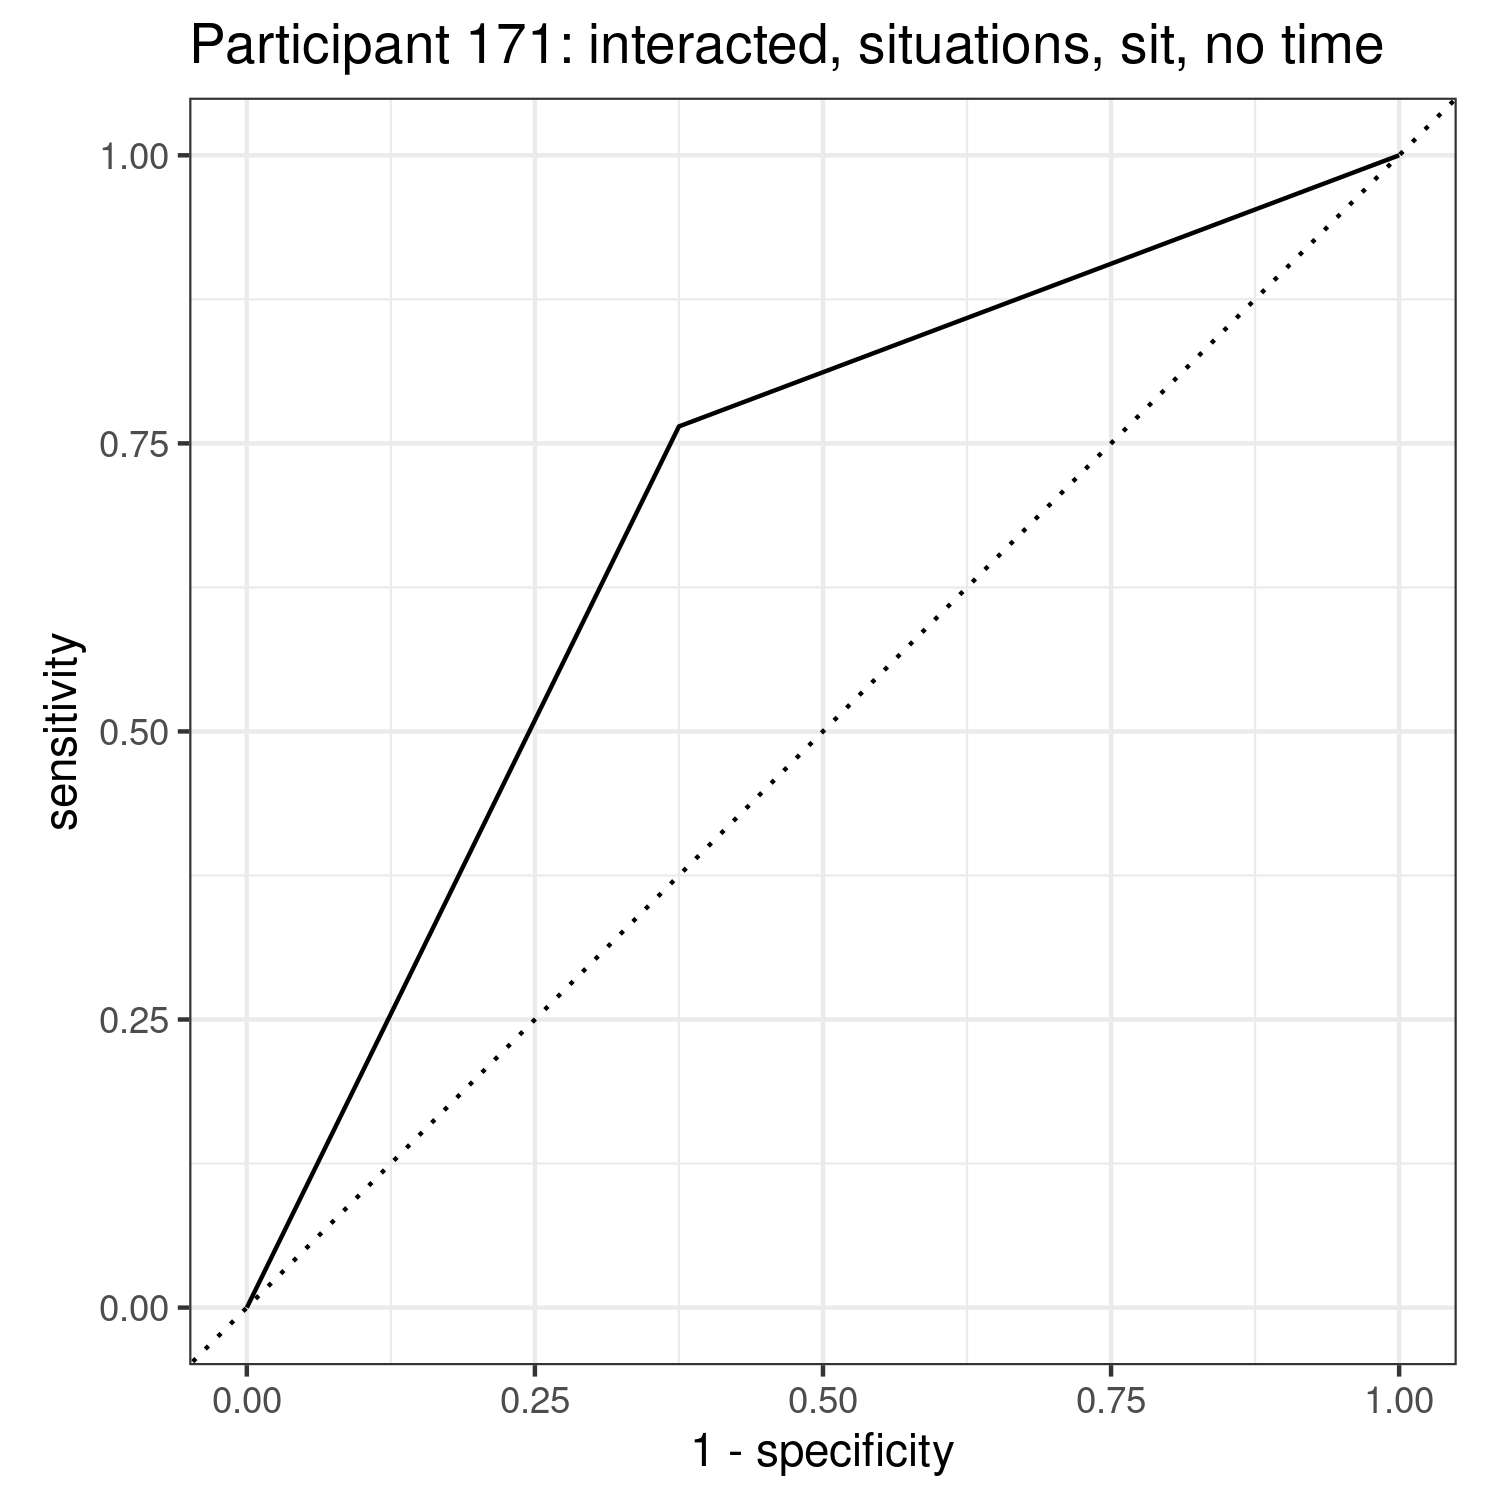 Participant 171: interacted, situations, sit, no time
1.00
0.75
0.50
0.25
0.00
sensitivity
0.00 0.25 0.50 0.75 1.00
1 - specificity